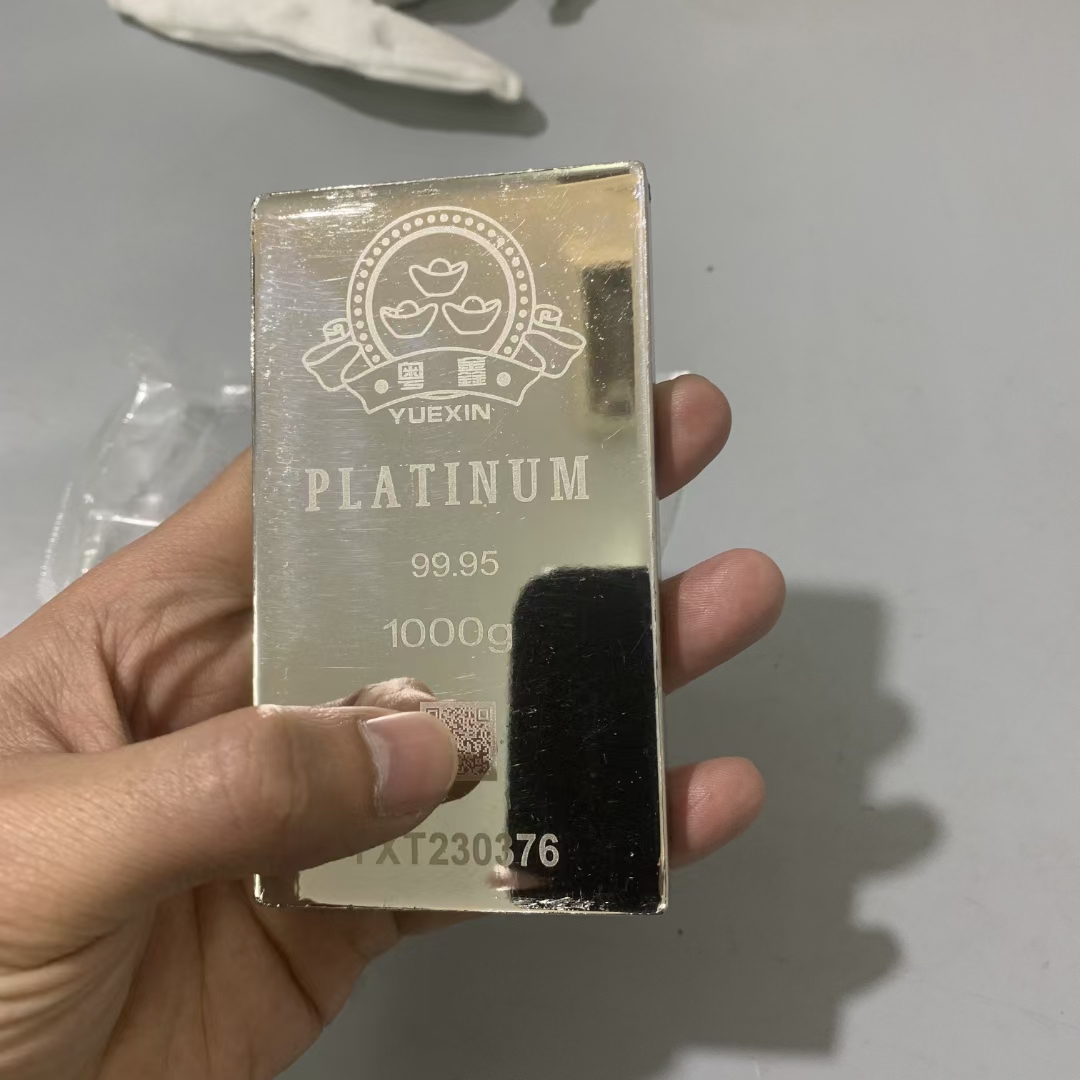 粤鑫
YUEXIN
PLATINUM
99.95
1000g
XT230376